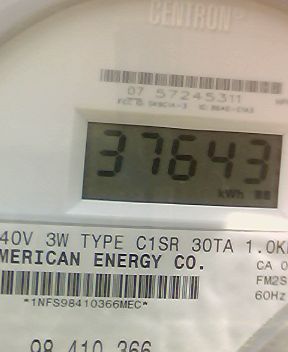 CENTRON®
07 57245311
37643
kWh
40V 3W TYPE C1SR 30TA 1.0K
MERICAN ENERGY CO.
CA 0
FM2S
60Hz
*1NFS98410366MEC*
98 410 366